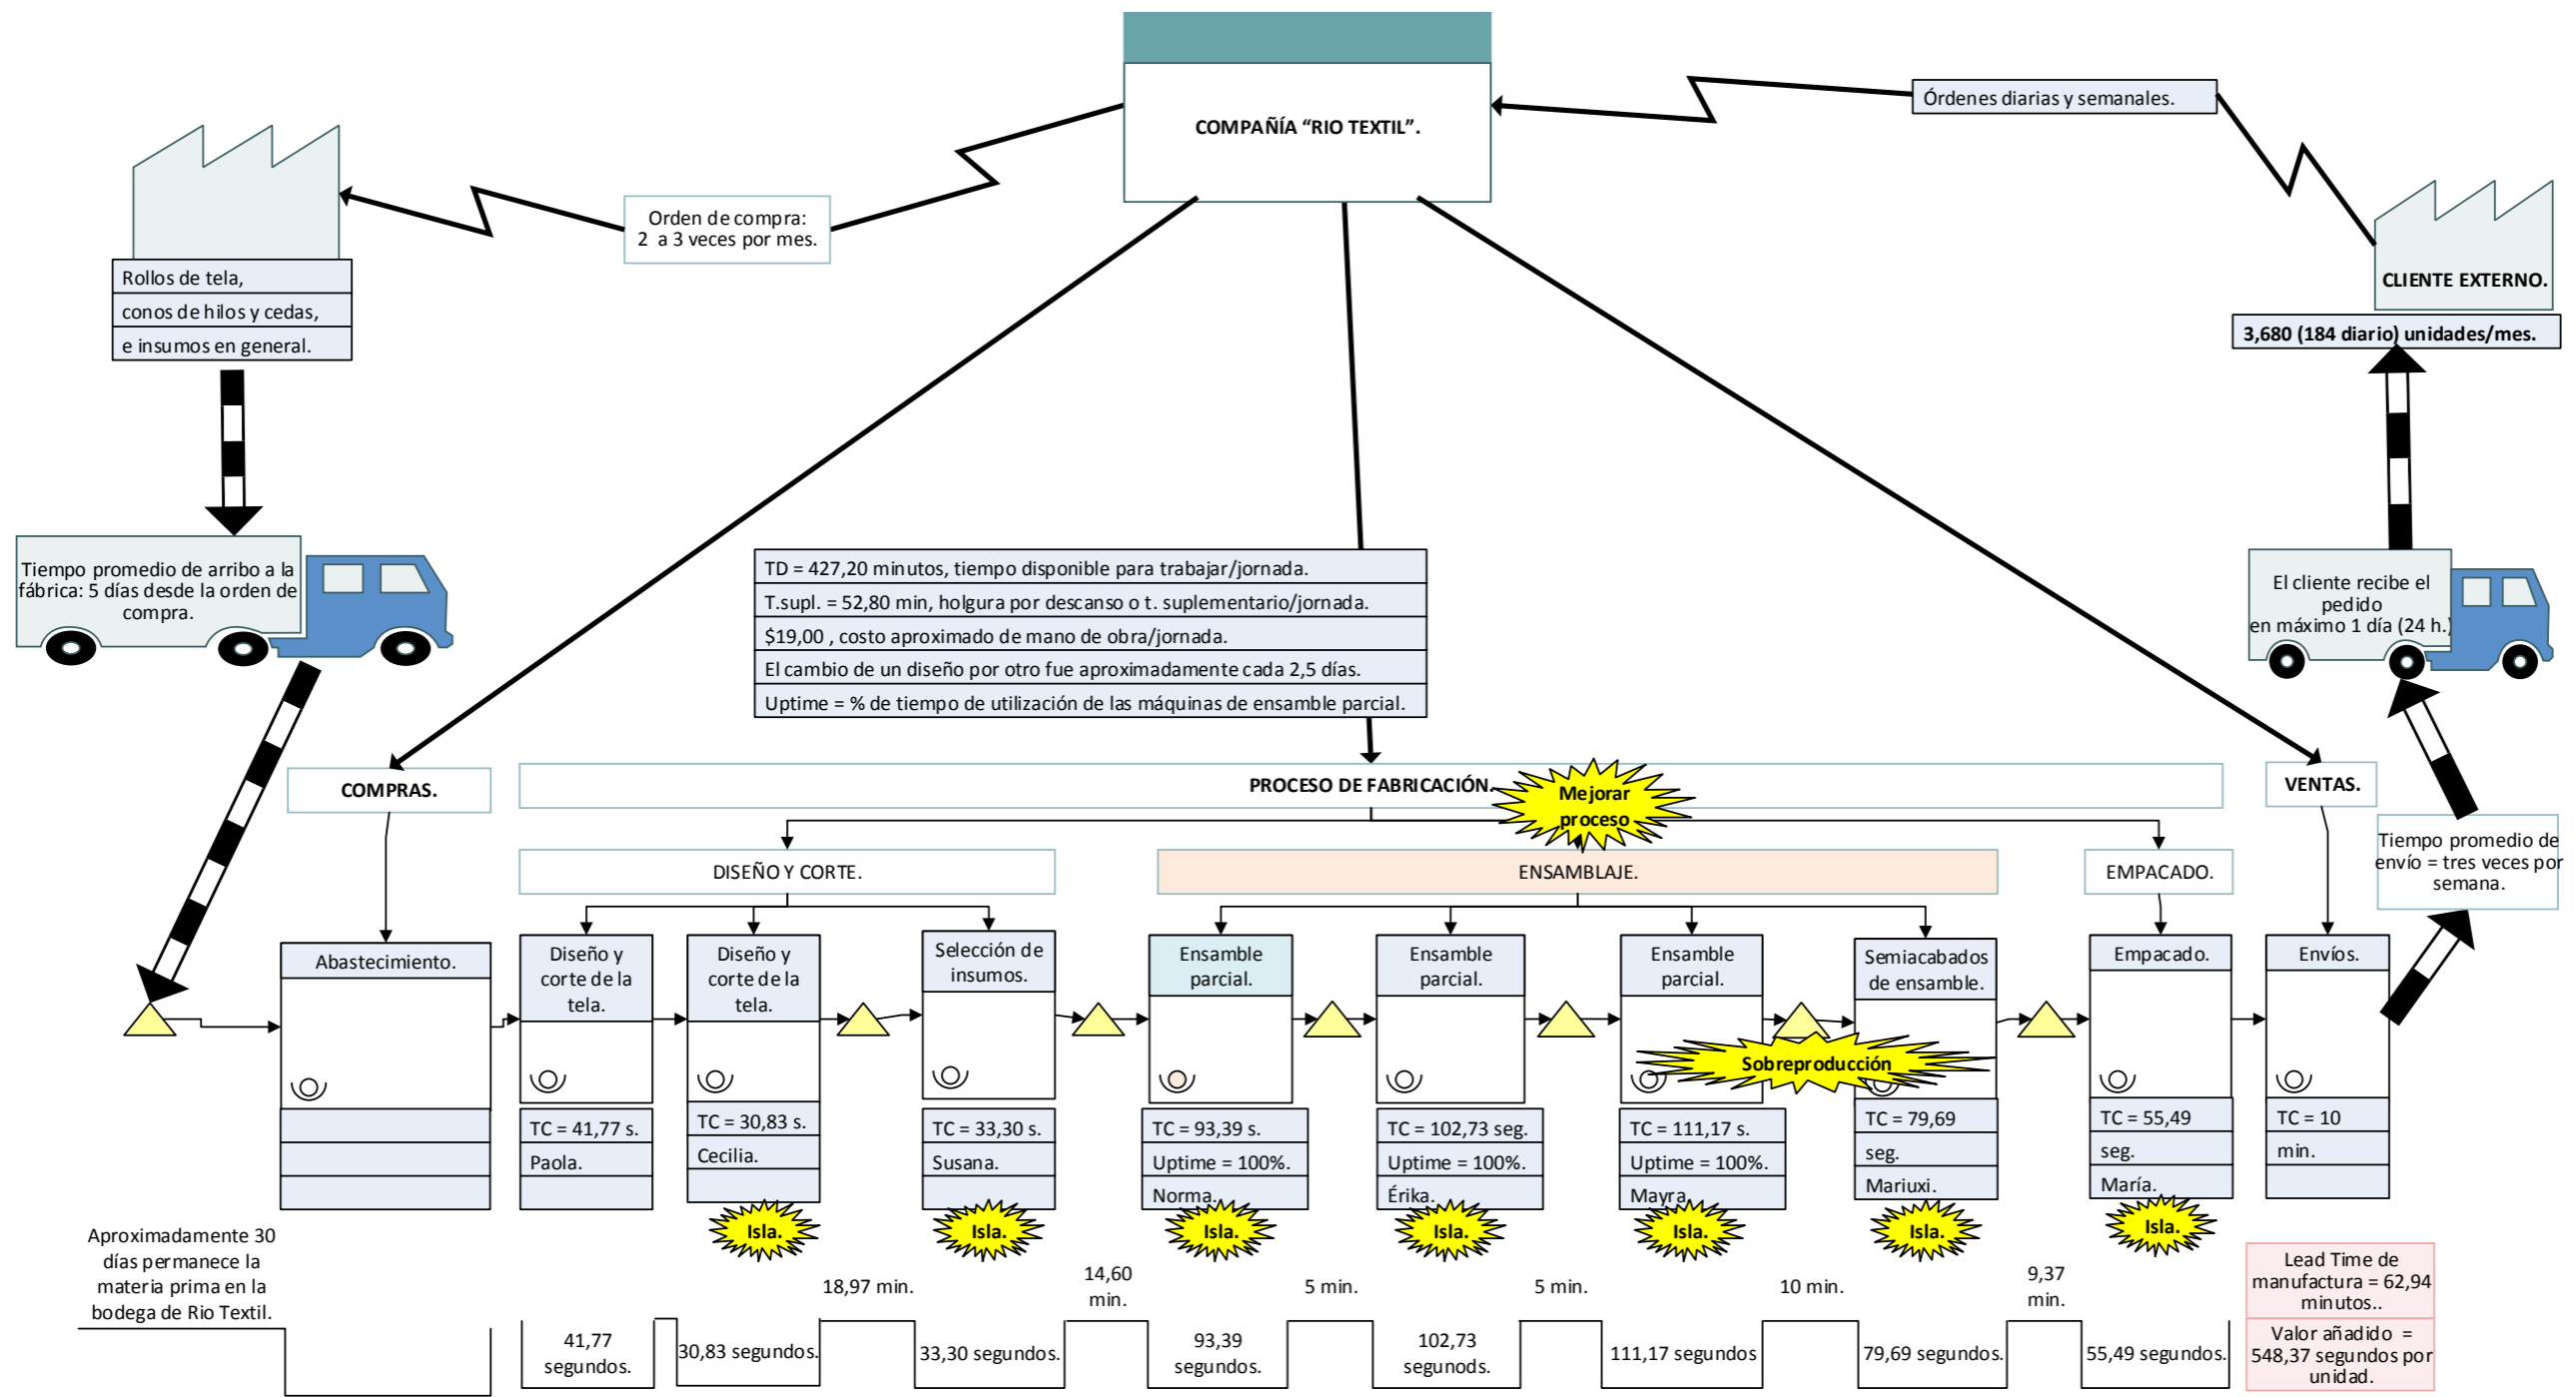 COMPAÑÍA “RIO TEXTIL”.
Órdenes diarias y semanales.
Orden de compra:
2 a 3 veces por mes.
Rollos de tela,
conos de hilos y cedas,
e insumos en general.
CLIENTE EXTERNO.
3,680 (184 diario) unidades/mes.
Tiempo promedio de arribo a la
fábrica: 5 días desde la orden de
compra.
TD = 427,20 minutos, tiempo disponible para trabajar/jornada.
T.supl. = 52,80 min, holgura por descanso o t. suplementario/jornada.
$19,00 , costo aproximado de mano de obra/jornada.
El cambio de un diseño por otro fue aproximadamente cada 2,5 días.
Uptime = % de tiempo de utilización de las máquinas de ensamble parcial.
El cliente recibe el
pedido
en máximo 1 día (24 h.)
COMPRAS.
PROCESO DE FABRICACIÓN.
Mejorar
proceso
VENTAS.
Tiempo promedio de
envío = tres veces por
semana.
DISEÑO Y CORTE.
ENSAMBLAJE.
EMPACADO.
Abastecimiento.
Diseño y
corte de la
tela.
Diseño y
corte de la
tela.
Selección de
insumos.
Ensamble
parcial.
Ensamble
parcial.
Ensamble
parcial.
Semiacabados
de ensamble.
Empacado.
Envíos.
Sobreproducción
TC = 41,77 s.
Paola.
TC = 30,83 s.
Cecilia.
TC = 33,30 s.
Susana.
TC = 93,39 s.
Uptime = 100%.
Norma.
TC = 102,73 seg.
Uptime = 100%.
Érika.
TC = 111,17 s.
Uptime = 100%.
Mayra
TC = 79,69
seg.
Mariuxi.
TC = 55,49
seg.
María.
TC = 10
min.
Isla.
Isla.
Isla.
Isla.
Isla.
Isla.
Isla.
Aproximadamente 30
días permanece la
materia prima en la
bodega de Rio Textil.
18,97 min.
14,60
min.
5 min.
5 min.
10 min.
9,37
min.
41,77
segundos.
30,83 segundos.
33,30 segundos.
93,39
segundos.
102,73
segunods.
111,17 segundos
79,69 segundos.
55,49 segundos.
Lead Time de
manufactura = 62,94
minutos..
Valor añadido =
548,37 segundos por
unidad.